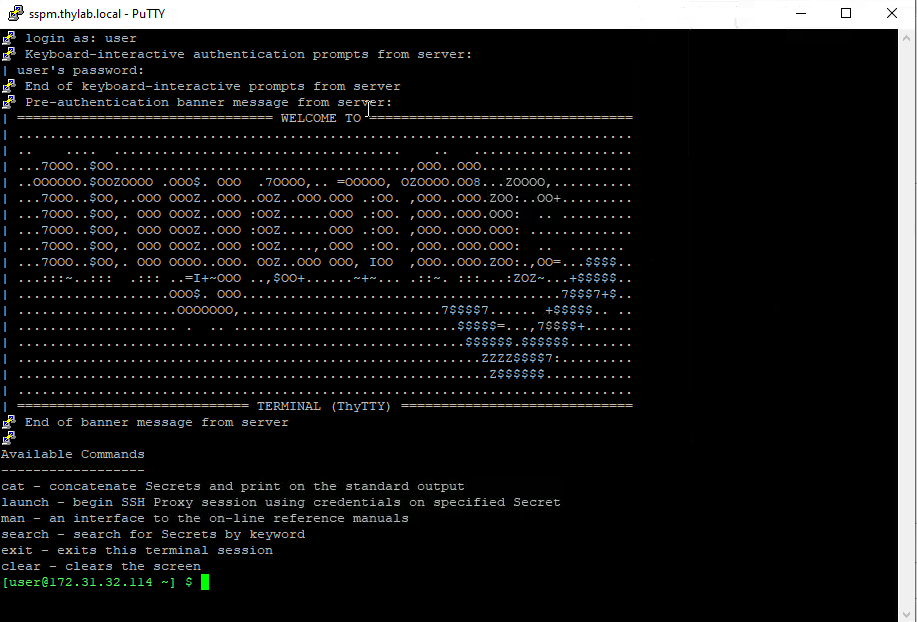 sspm.thylab.local - PuTTY
login as: user
Keyboard-interactive authentication prompts from server:
| user's password:
End of keyboard-interactive prompts from server
Pre-authentication banner message from server:
| ================================ WELCOME TO =================================
| .............................................................................
| ..    ....  ....................................    ..  .....................
| ...7OOO..$OO.....................................,OOO..OOO...................
| ..OOOOOO.$OOZOOOO .OOO$. OOO  .7OOOO,.. =OOOOO, OZOOOO.OO8...ZOOOO,..........
| ...7OOO..$OO,..OOO OOOZ..OOO..OOZ..OOO.OOO .:OO. ,OOO..OOO.ZOO:..OO+.........
| ...7OOO..$OO,. OOO OOOZ..OOO :OOZ......OOO .:OO. ,OOO..OOO.OOO:  .. .........
| ...7OOO..$OO,. OOO OOOZ..OOO :OOZ......OOO .:OO. ,OOO..OOO.OOO: .............
| ...7OOO..$OO,. OOO OOOZ..OOO :OOZ....,.OOO .:OO. ,OOO..OOO.OOO:  ..  .......
| ...7OOO..$OO,. OOO OOOO..OOO. OOZ..OOO OOO, IOO  ,OOO..OOO.ZOO:.,OO=...$$$$..
| ...:::~..:::  .:::  ..=I+~OOO ..,$OO+......~+~... .::~. :::....:ZOZ~...+$$$$$..
| ...................OOO$. OOO........................................7$$$7+$..
| ....................OOOOOOO,.........................7$$$$7...... +$$$$$.. ..
| .................... .  .. ............................$$$$$=...,7$$$$+......
| ........................................................$$$$$$.$$$$$$........
| ..........................................................ZZZZ$$$$7:.........
| ...........................................................Z$$$$$$...........
| .............................................................................
| ============================= TERMINAL (ThyTTY) =============================
End of banner message from server
Available Commands
------------------
cat - concatenate Secrets and print on the standard output
launch - begin SSH Proxy session using credentials on specified Secret
man - an interface to the on-line reference manuals
search - search for Secrets by keyword
exit - exits this terminal session
clear - clears the screen
[user@172.31.32.114 ~] $